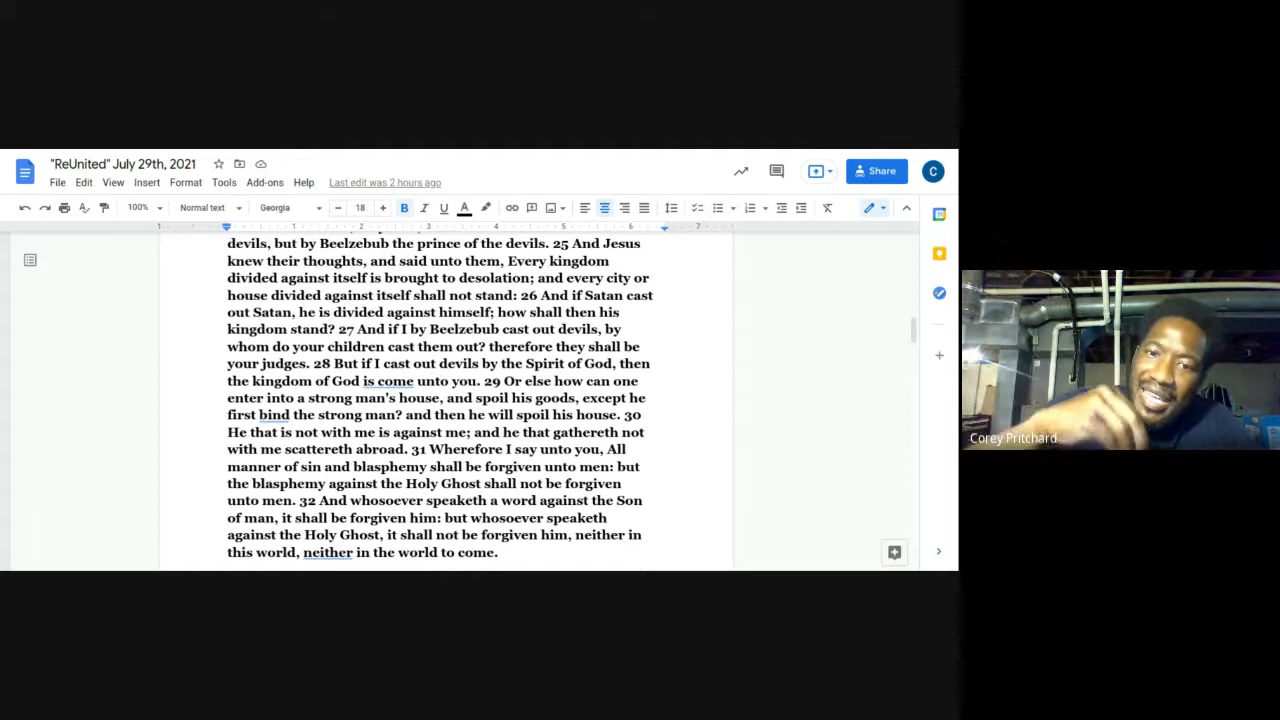 "ReUnited" July 29th, 2021
File Edit View Insert Format Tools Add-ons Help Last edit was 2 hours ago
Share
C
100% Normal text Georgia 18 B I U A
1 1 2 3 4 5 6 7
devils, but by Beelzebub the prince of the devils. 25 And Jesus
knew their thoughts, and said unto them, Every kingdom
divided against itself is brought to desolation; and every city or
house divided against itself shall not stand: 26 And if Satan cast
out Satan, he is divided against himself; how shall then his
kingdom stand? 27 And if I by Beelzebub cast out devils, by
whom do your children cast them out? therefore they shall be
your judges. 28 But if I cast out devils by the Spirit of God, then
the kingdom of God is come unto you. 29 Or else how can one
enter into a strong man's house, and spoil his goods, except he
first bind the strong man? and then he will spoil his house. 30
He that is not with me is against me; and he that gathereth not
with me scattereth abroad. 31 Wherefore I say unto you, All
manner of sin and blasphemy shall be forgiven unto men: but
the blasphemy against the Holy Ghost shall not be forgiven
unto men. 32 And whosoever speaketh a word against the Son
of man, it shall be forgiven him: but whosoever speaketh
against the Holy Ghost, it shall not be forgiven him, neither in
this world, neither in the world to come.
Corey Pritchard